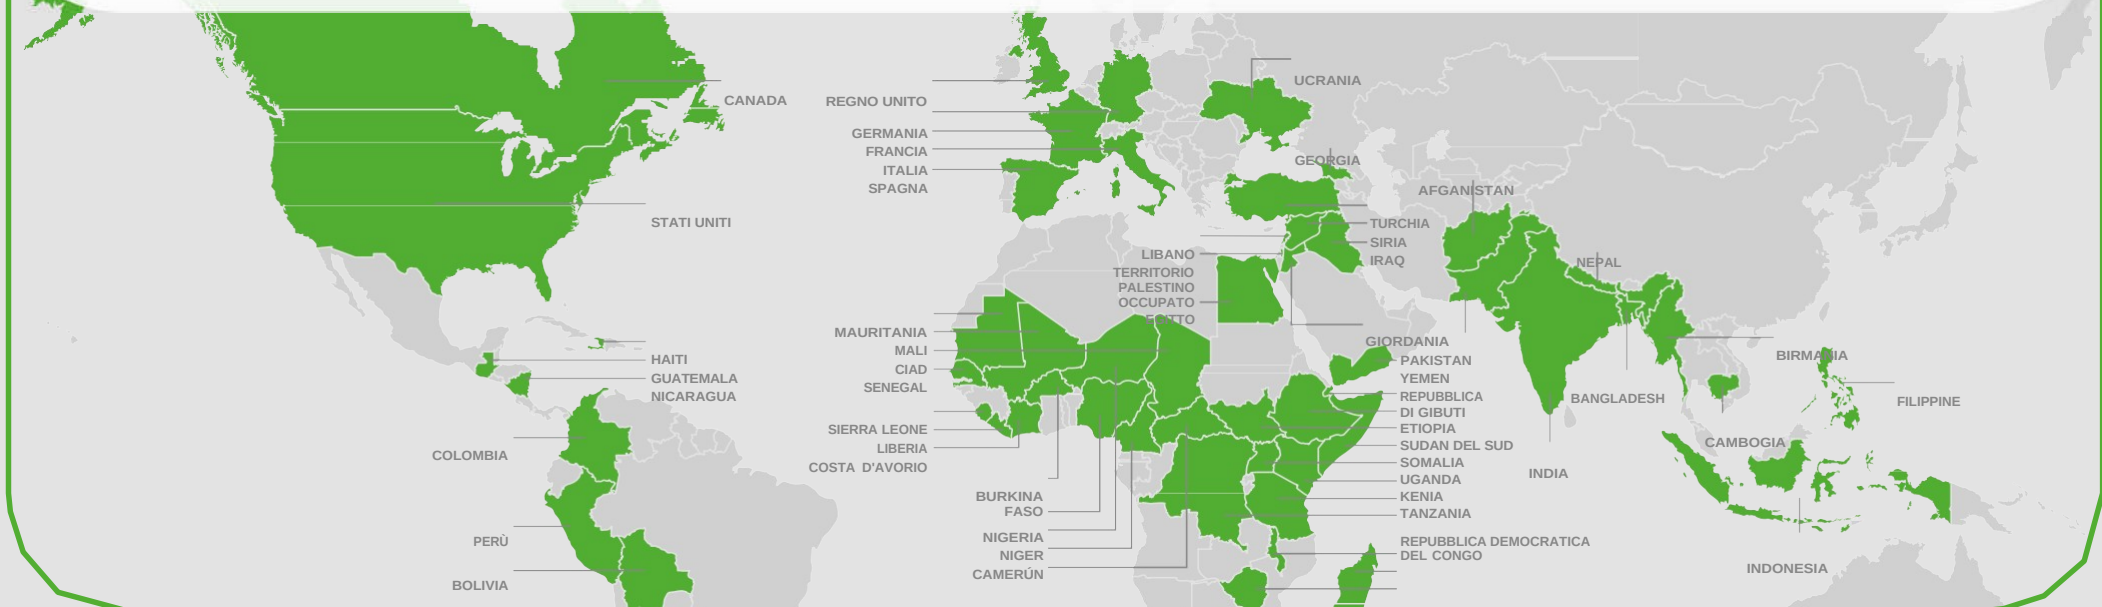 UCRANIA
CANADA
REGNO UNITO
GERMANIA
FRANCIA
GEORGIA
ITALIA
SPAGNA
AFGANISTAN
STATI UNITI
TURCHIA
SIRIA
IRAQ
LIBANO
TERRITORIO
PALESTINO
OCCUPATO
EGITTO
NEPAL
MAURITANIA
MALI
CIAD
SENEGAL
GIORDANIA
PAKISTAN
YEMEN
BIRMANIA
HAITI
GUATEMALA
NICARAGUA
REPUBBLICA
DI GIBUTI
ETIOPIA
SUDAN DEL SUD
SOMALIA
UGANDA
KENIA
TANZANIA
BANGLADESH
FILIPPINE
SIERRA LEONE
LIBERIA
COSTA D'AVORIO
COLOMBIA
CAMBOGIA
INDIA
BURKINA
FASO
NIGERIA
NIGER
CAMERÚN
PERÙ
REPUBBLICA DEMOCRATICA
DEL CONGO
INDONESIA
BOLIVIA